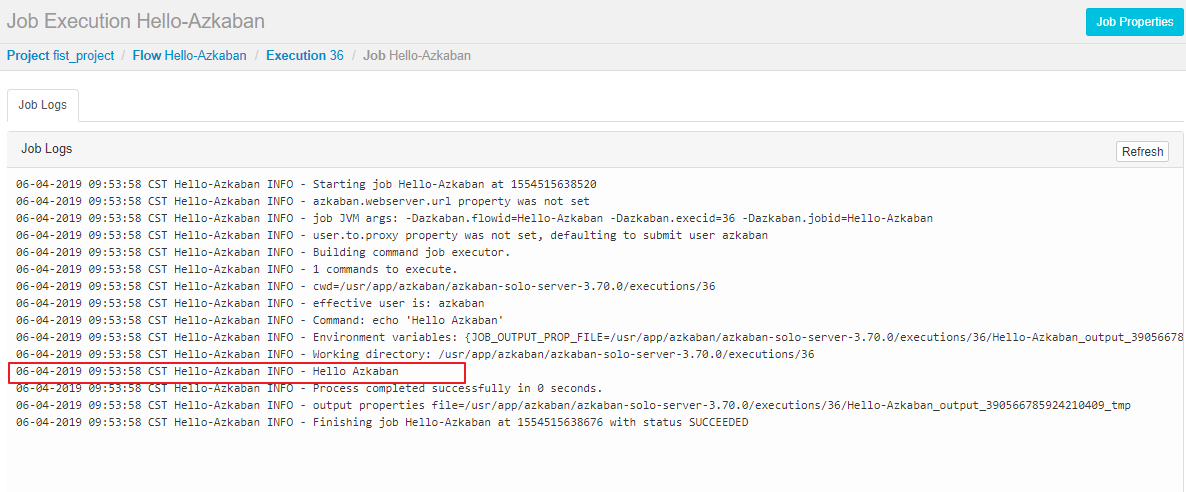 Job Execution Hello-Azkaban
Job Properties
Project fist_project / Flow Hello-Azkaban / Execution 36 / Job Hello-Azkaban
Job Logs
Job Logs
Refresh
06-04-2019 09:53:58 CST Hello-Azkaban INFO - Starting job Hello-Azkaban at 1554515638520
06-04-2019 09:53:58 CST Hello-Azkaban INFO - azkaban.webserver.url property was not set
06-04-2019 09:53:58 CST Hello-Azkaban INFO - job JVM args: -Dazkaban.flowid=Hello-Azkaban -Dazkaban.execid=36 -Dazkaban.jobid=Hello-Azkaban
06-04-2019 09:53:58 CST Hello-Azkaban INFO - user.to.proxy property was not set, defaulting to submit user azkaban
06-04-2019 09:53:58 CST Hello-Azkaban INFO - Building command job executor.
06-04-2019 09:53:58 CST Hello-Azkaban INFO - 1 commands to execute.
06-04-2019 09:53:58 CST Hello-Azkaban INFO - cwd=/usr/app/azkaban/azkaban-solo-server-3.70.0/executions/36
06-04-2019 09:53:58 CST Hello-Azkaban INFO - effective user is: azkaban
06-04-2019 09:53:58 CST Hello-Azkaban INFO - Command: echo 'Hello Azkaban'
06-04-2019 09:53:58 CST Hello-Azkaban INFO - Environment variables: {JOB_OUTPUT_PROP_FILE=/usr/app/azkaban/azkaban-solo-server-3.70.0/executions/36/Hello-Azkaban_output_39056678
06-04-2019 09:53:58 CST Hello-Azkaban INFO - Working directory: /usr/app/azkaban/azkaban-solo-server-3.70.0/executions/36
06-04-2019 09:53:58 CST Hello-Azkaban INFO - Hello Azkaban
06-04-2019 09:53:58 CST Hello-Azkaban INFO - Process completed successfully in 0 seconds.
06-04-2019 09:53:58 CST Hello-Azkaban INFO - output properties file=/usr/app/azkaban/azkaban-solo-server-3.70.0/executions/36/Hello-Azkaban_output_390566785924210409_tmp
06-04-2019 09:53:58 CST Hello-Azkaban INFO - Finishing job Hello-Azkaban at 1554515638676 with status SUCCEEDED